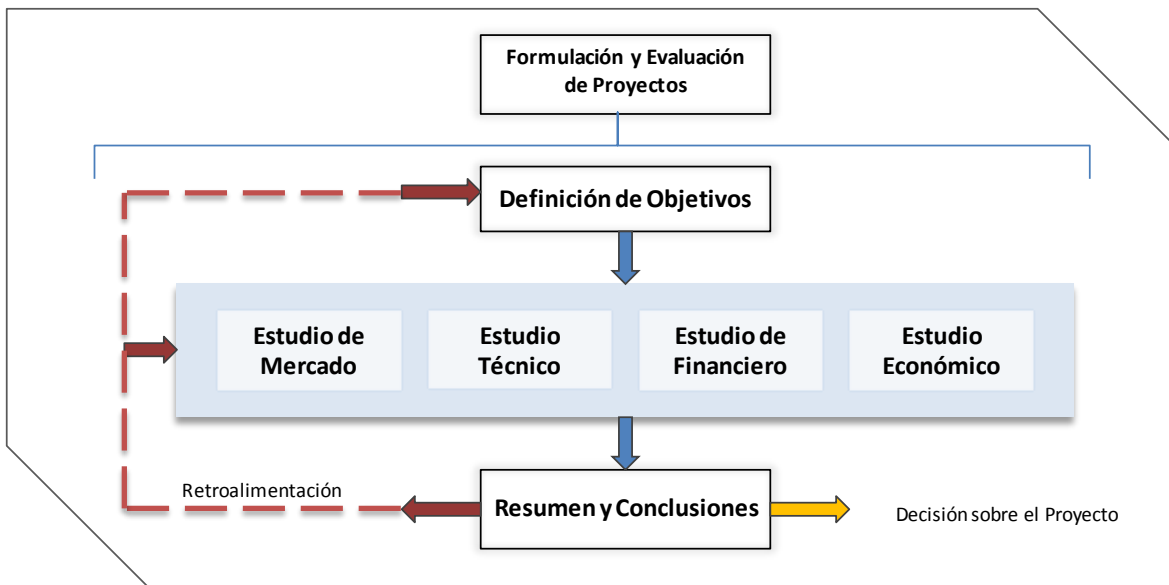 Formulación y Evaluación
de Proyectos
Definición de Objetivos
Estudio de
Mercado
Estudio
Técnico
Estudio de
Financiero
Estudio
Económico
Retroalimentación
Resumen y Conclusiones
Decisión sobre el Proyecto